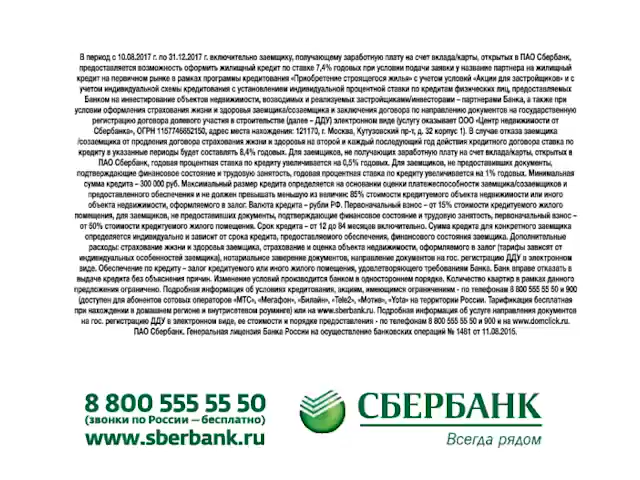 В период с 10.08.2017 г. по 31.12.2017 г. включительно заемщику, получающему заработную плату на счет вклада/карты, открытых в ПАО Сбербанк,
предоставляется возможность оформить жилищный кредит по ставке 7,4% годовых при условии подачи заявки у название партнера на жилищный
кредит на первичном рынке в рамках программы кредитования «Приобретение строящегося жилья» с учетом условий «Акции для застройщиков» и с
учетом индивидуальной схемы кредитования с установлением индивидуальной процентной ставки по кредитам физических лиц, предоставляемых
Банком на инвестирование объектов недвижимости, возводимых и реализуемых застройщиками/инвесторами – партнерами Банка, а также при
условии оформления страхования жизни и здоровья заемщика/созаемщика и заключения договора по направлению документов на государственную
регистрацию договора долевого участия в строительстве (далее – ДДУ) электронном виде (услугу оказывает ООО «Центр недвижимости от
Сбербанка», ОГРН 1157746652150, адрес места нахождения: 121170, г. Москва, Кутузовский пр-т, д. 32 корпус 1). В случае отказа заемщика
/созаемщика от продления договора страхования жизни и здоровья на второй и каждый последующий год действия кредитного договора ставка по
кредиту в указанные периоды будет составлять 8,4% годовых. Для заемщиков, не получающих заработную плату на счет вклада/карты, открытых в
ПАО Сбербанк, годовая процентная ставка по кредиту увеличивается на 0,5% годовых. Для заемщиков, не предоставивших документы,
подтверждающие финансовое состояние и трудовую занятость, годовая процентная ставка по кредиту увеличивается на 1% годовых. Минимальная
сумма кредита – 300 000 руб. Максимальный размер кредита определяется на основании оценки платежеспособности заемщика/созаемщиков и
предоставленного обеспечения и не должен превышать меньшую из величин: 85% стоимости кредитуемого объекта недвижимости или иного
объекта недвижимости, оформляемого в залог. Валюта кредита – рубли РФ. Первоначальный взнос – от 15% стоимости кредитуемого жилого
помещения, для заемщиков, не предоставивших документы, подтверждающие финансовое состояние и трудовую занятость, первоначальный взнос –
от 50% стоимости кредитуемого жилого помещения. Срок кредита – от 12 до 84 месяцев включительно. Сумма кредита для конкретного заемщика
определяется индивидуально и зависит от срока кредита, предоставляемого обеспечения, финансового состояния заемщика. Дополнительные
расходы: страхование жизни и здоровья заемщика, страхование и оценка объекта недвижимости, оформляемого в залог (тарифы зависят от
индивидуальных особенностей заемщика), нотариальное заверение документов, направление документов на гос. регистрацию ДДУ в электронном
виде. Обеспечение по кредиту – залог кредитуемого или иного жилого помещения, удовлетворяющего требованиям Банка. Банк вправе отказать в
выдаче кредита без объяснения причин. Изменение условий производится банком в одностороннем порядке. Количество квартир в рамках данного
предложения ограничено. Подробная информация об условиях кредитования, акциям, имеющимся ограничениям - по телефонам 8 800 555 55 50 и 900
(доступен для абонентов сотовых операторов «МТС», «Мегафон», «Билайн», «Tele2», «Мотив», «Yota» на территории России. Тарификация бесплатная
при нахождении в домашнем регионе и внутрисетевом роуминге) или на www.sberbank.ru. Подробная информация об услуге направления документов
на гос. регистрацию ДДУ в электронном виде, ее стоимости и порядке предоставления - по телефонам 8 800 555 55 50 и 900 и на www.domclick.ru.
ПАО Сбербанк. Генеральная лицензия Банка России на осуществление банковских операций № 1481 от 11.08.2015.
8 800 555 55 50
(звонки по России — бесплатно)
www.sberbank.ru
СБЕРБАНК
Всегда рядом